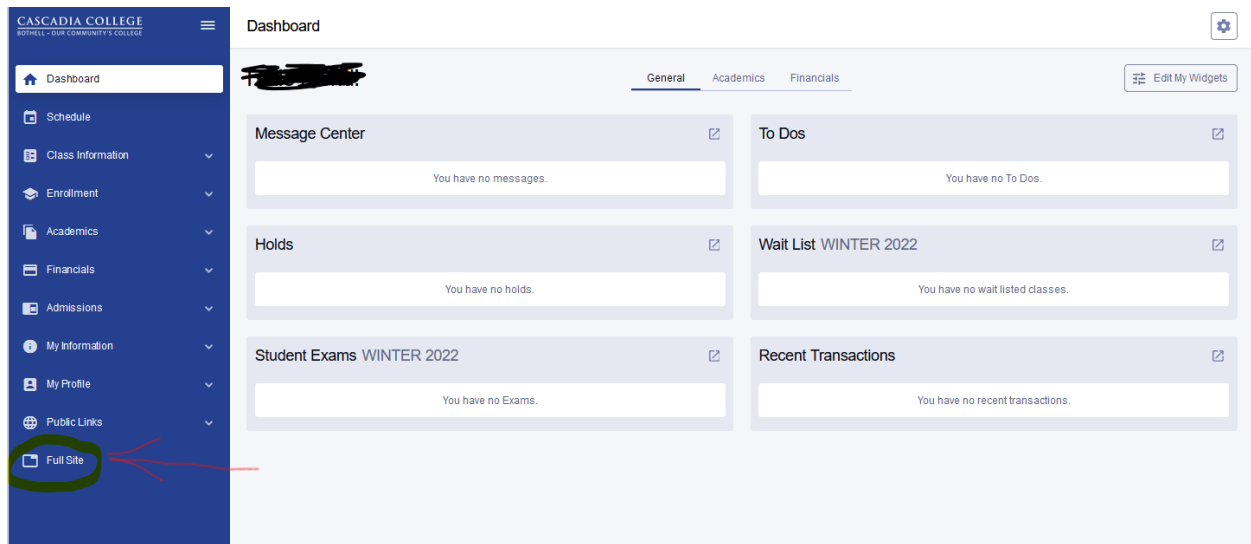 CASCADIA COLLEGE
BOTHELL • OUR COMMUNITY'S COLLEGE
Dashboard
Schedule
Class Information
Enrollment
Academics
Financials
Admissions
My Information
My Profile
Public Links
Full Site
Dashboard
General Academics Financials
Edit My Widgets
Message Center
You have no messages.
To Dos
You have no To Dos.
Holds
You have no holds.
Wait List WINTER 2022
You have no wait listed classes.
Student Exams WINTER 2022
You have no Exams.
Recent Transactions
You have no recent transactions.